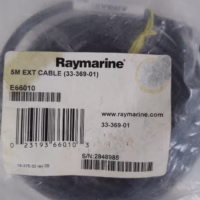 Raymarine®
5M EXT CABLE (33-369-01)
E66010
www.raymarine.com
33-369-01
0 23193 66010 3
S/N:2848985